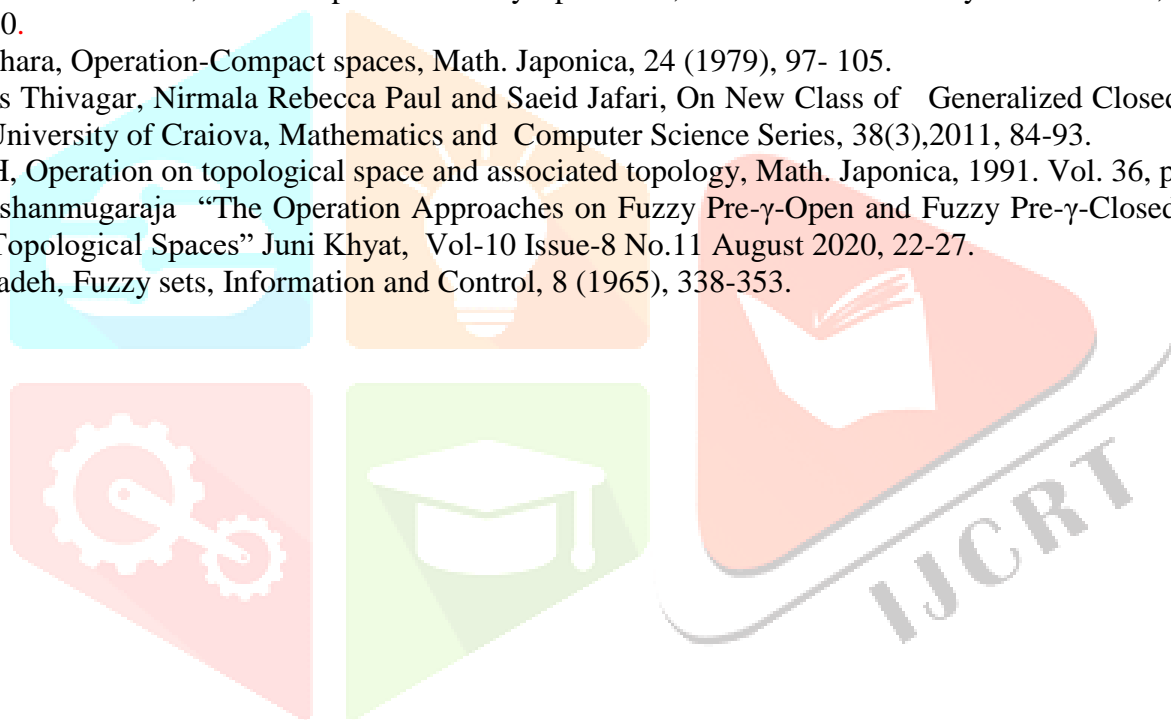 0.
hara, Operation-Compact spaces, Math. Japonica, 24 (1979), 97- 105.
s Thivagar, Nirmala Rebecca Paul and Saeid Jafari, On New Class of Generalized Closed
University of Craiova, Mathematics and Computer Science Series, 38(3),2011, 84-93.
H, Operation on topological space and associated topology, Math. Japonica, 1991. Vol. 36, p
shanmugaraja “The Operation Approaches on Fuzzy Pre-γ-Open and Fuzzy Pre-γ-Closed
Topological Spaces” Juni Khyat, Vol-10 Issue-8 No.11 August 2020, 22-27.
adeh, Fuzzy sets, Information and Control, 8 (1965), 338-353.
IJCRT